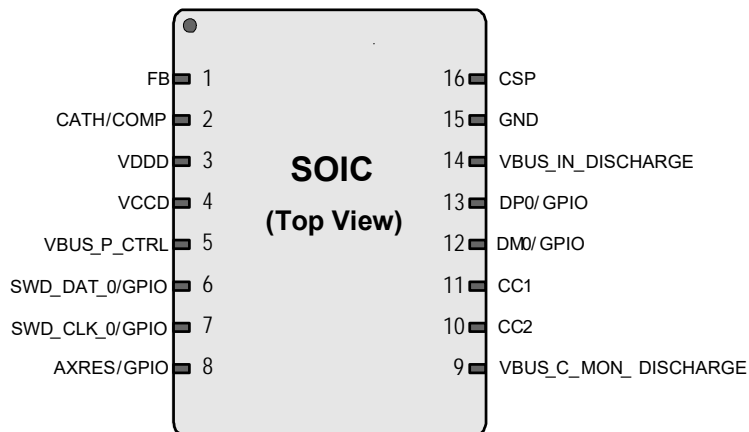 FB 1 16 CSP
CATH/COMP 2 15 GND
VDDD 3 SOIC 14 VBUS_IN_DISCHARGE
VCCD 4 (Top View) 13 DP0/ GPIO
VBUS_P_CTRL 5 12 DM0/ GPIO
SWD_DAT_0/GPIO 6 11 CC1
SWD_CLK_0/GPIO 7 10 CC2
AXRES/GPIO 8 9 VBUS_C_MON_ DISCHARGE